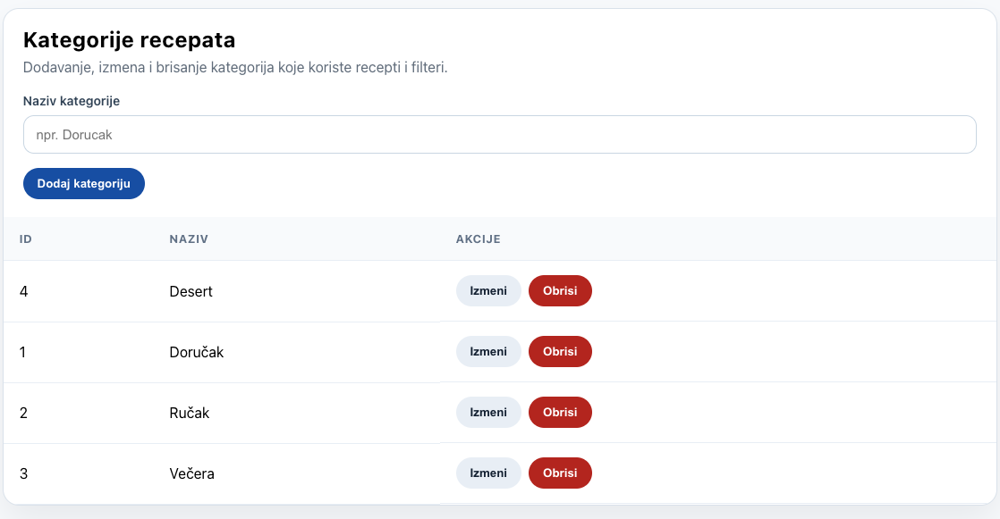 Kategorije recepata
Dodavanje, izmena i brisanje kategorija koje koriste recepti i filteri.
Naziv kategorije
npr. Dorucak
Dodaj kategoriju
ID NAZIV AKCIJE
4 Desert Izmeni Obrisi
1 Doručak Izmeni Obrisi
2 Ručak Izmeni Obrisi
3 Večera Izmeni Obrisi